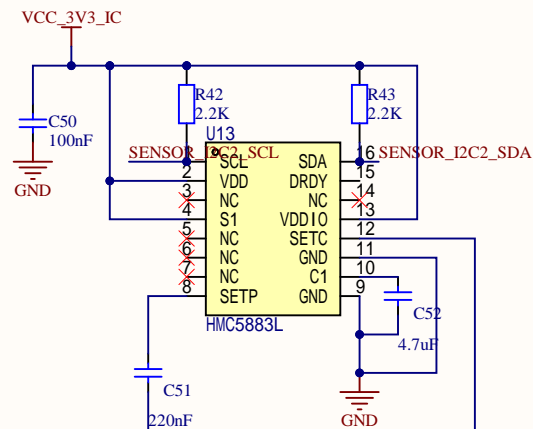 VCC_3V3_IC
R42
2.2K
R43
2.2K
C50
100nF
GND
U13
SENSOR_I2C2_SCL
SCL
SDA
16
SENSOR_I2C2_SDA
2
VDD
DRDY
15
3
NC
NC
14
4
S1
VDDIO
13
5
NC
SETC
12
6
NC
GND
11
7
NC
C1
10
8
SETP
GND
9
HMC5883L
C52
4.7uF
C51
220nF
GND